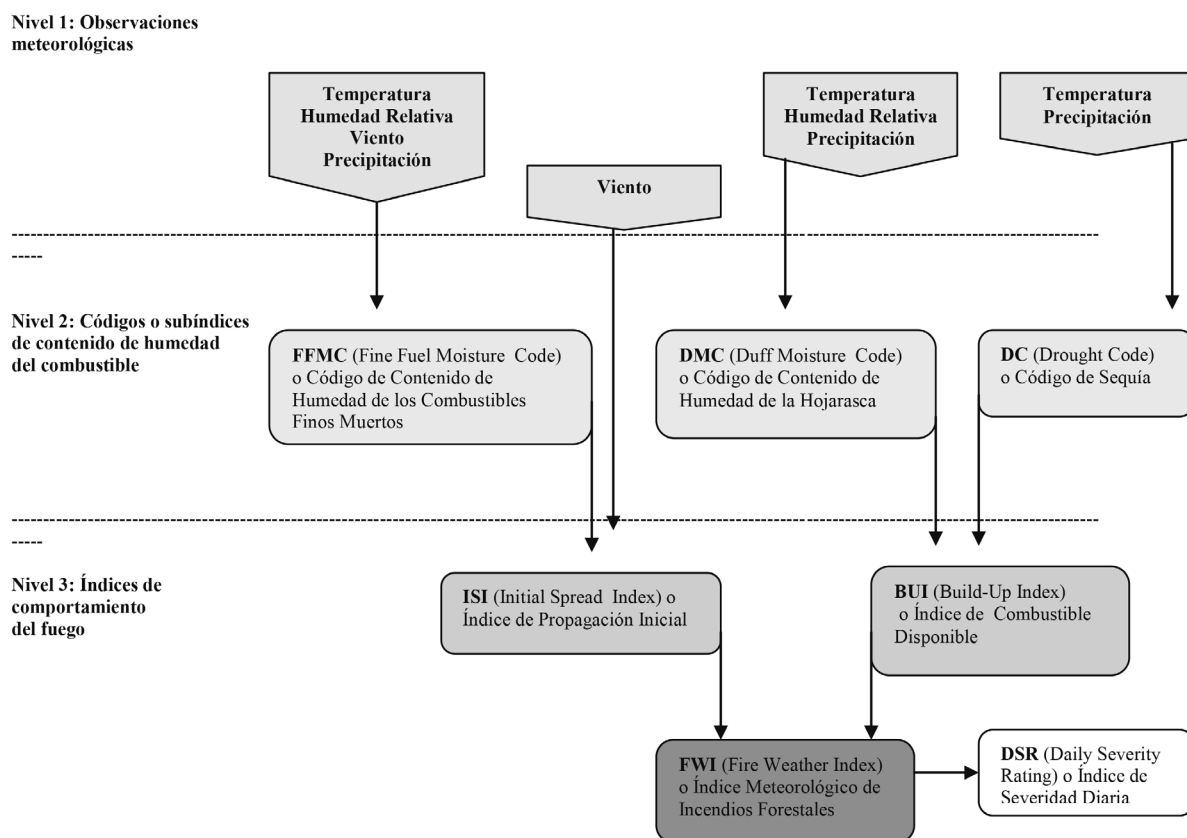 Nivel 1: Observaciones
meteorológicas
Temperatura
Humedad Relativa
Viento
Precipitación
Viento
Temperatura
Humedad Relativa
Precipitación
Temperatura
Precipitación
Nivel 2: Códigos o subíndices
de contenido de humedad
del combustible
FFMC (Fine Fuel Moisture Code)
o Código de Contenido de
Humedad de los Combustibles
Finos Muertos
DMC (Duff Moisture Code)
o Código de Contenido de
Humedad de la Hojarasca
DC (Drought Code)
o Código de Sequía
Nivel 3: Índices de
comportamiento
del fuego
ISI (Initial Spread Index) o
Índice de Propagación Inicial
BUI (Build-Up Index)
o Índice de Combustible
Disponible
FWI (Fire Weather Index)
o Índice Meteorológico de
Incendios Forestales
DSR (Daily Severity
Rating) o Índice de
Severidad Diaria